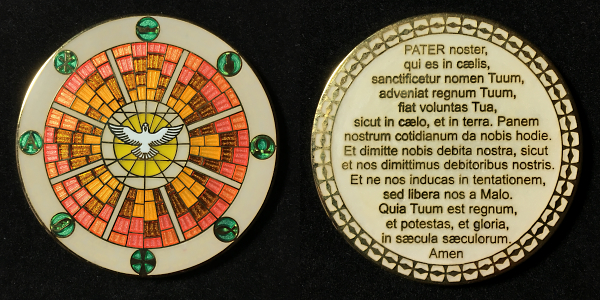 PATER noster,
qui es in cælis,
sanctificetur nomen Tuum,
adveniat regnum Tuum,
fiat voluntas Tua,
sicut in cælo, et in terra. Panem
nostrum cotidianum da nobis hodie.
Et dimitte nobis debita nostra, sicut
et nos dimittimus debitoribus nostris.
Et ne nos inducas in tentationem,
sed libera nos a Malo.
Quia Tuum est regnum,
et potestas, et gloria,
in sæcula sæculorum.
Amen